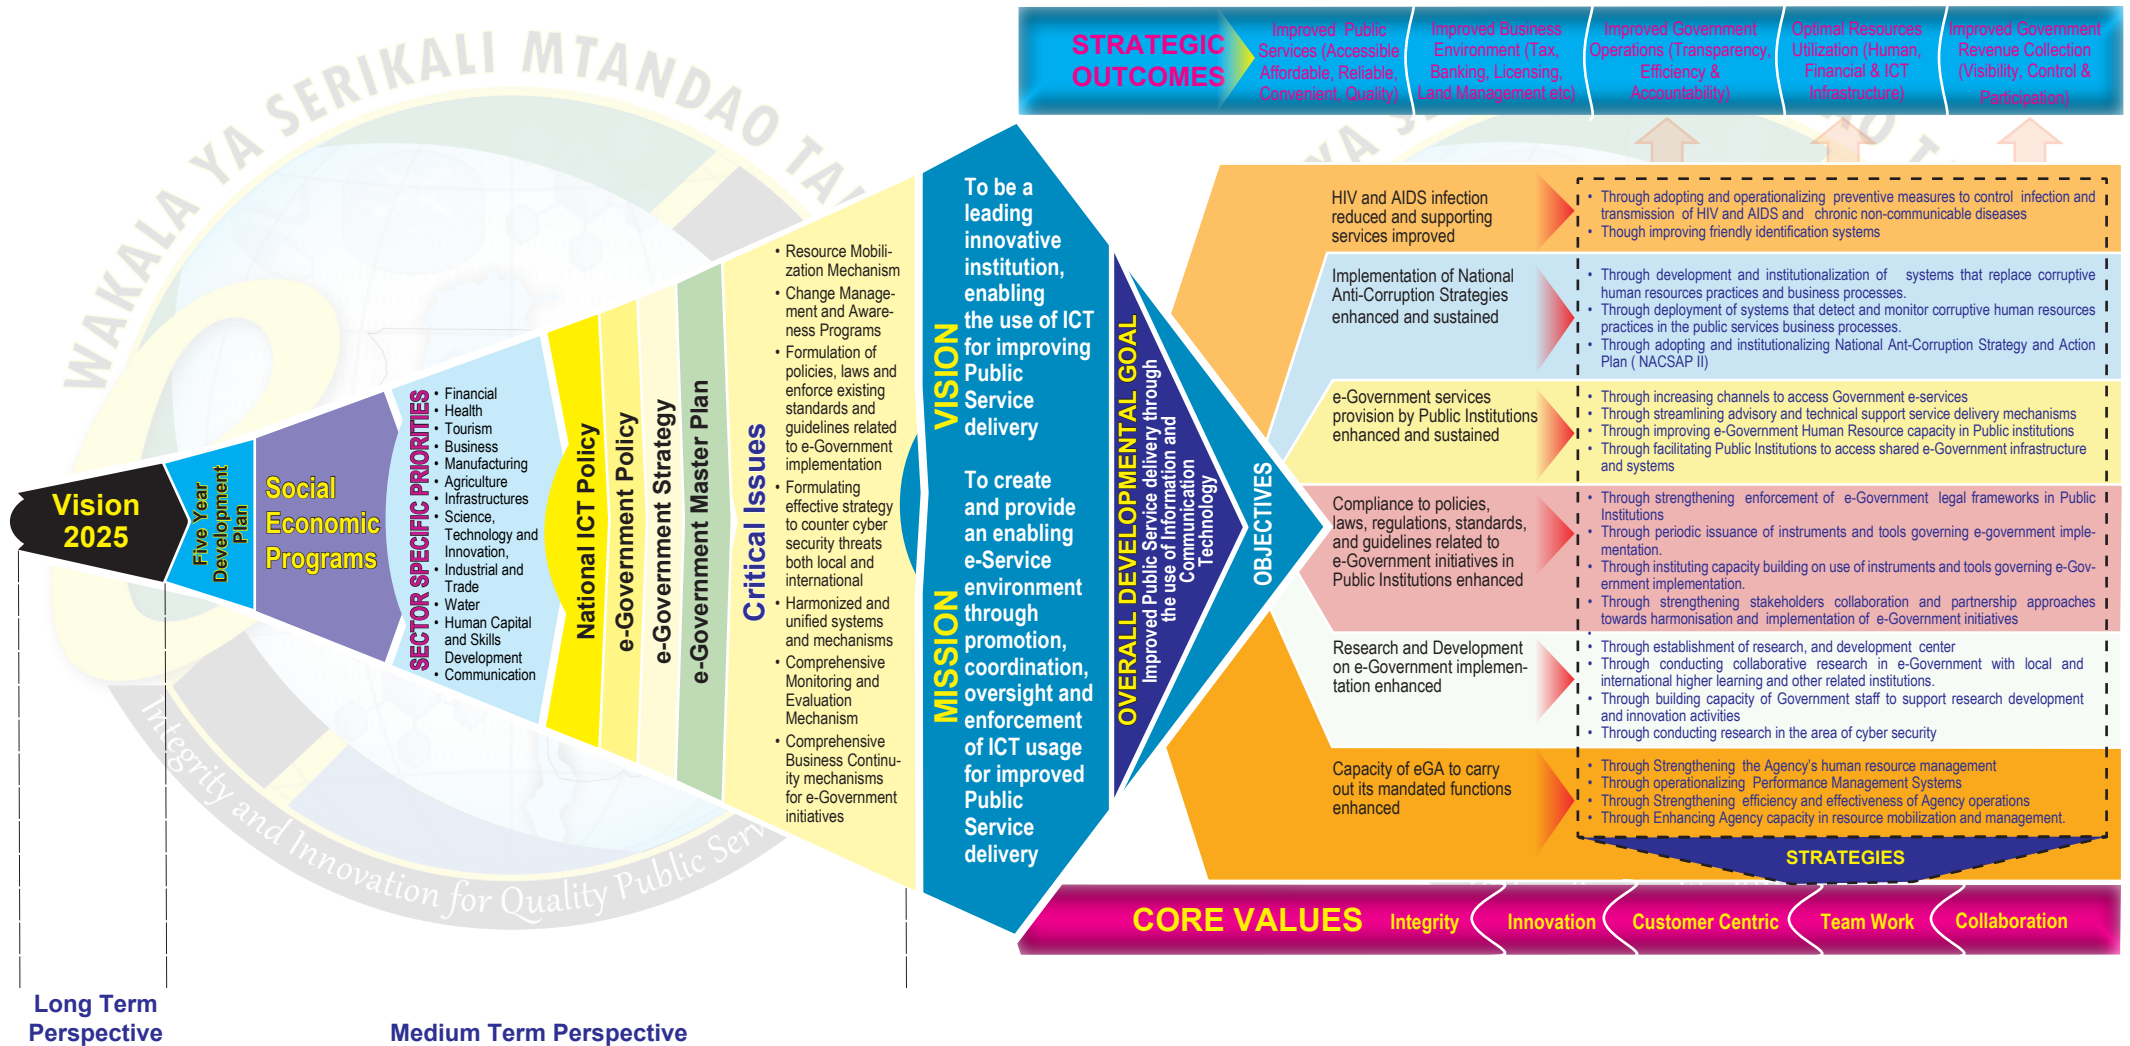 WAKALA YA SERIKALI MTANDAO
Integrity and Innovation for Quality Public
STRATEGIC
OUTCOMES
Improved Public
Services (Accessible
Affordable, Reliable,
Convenient, Quality)
Improved Business
Environment (Tax,
Banking, Licensing,
Land Management etc)
Improved Government
Operations (Transparency,
Efficiency &
Accountability)
Optimal Resources
Utilization (Human,
Financial & ICT
Infrastructure)
Improved Government
Revenue Collection
(Visibility, Control &
Participation)
Vision
2025
Five Year
Development
Plan
Social
Economic
Programs
SECTOR SPECIFIC PRIORITIES
• Financial
• Health
• Tourism
• Business
• Manufacturing
• Agriculture
• Infrastructures
• Science,
Technology and
Innovation,
• Industrial and
Trade
• Water
• Human Capital
and Skills
Development
• Communication
National ICT Policy
e-Government Policy
e-Government Strategy
e-Government Master Plan
Critical Issues
• Resource Mobili-
zation Mechanism
• Change Manage-
ment and Aware-
ness Programs
• Formulation of
policies, laws and
enforce existing
standards and
guidelines related
to e-Government
implementation
• Formulating
effective strategy
to counter cyber
security threats
both local and
international
• Harmonized and
unified systems
and mechanisms
• Comprehensive
Monitoring and
Evaluation
Mechanism
• Comprehensive
Business Continu-
ity mechanisms
for e-Government
initiatives
VISION
To be a
leading
innovative
institution,
enabling
the use of ICT
for improving
Public
Service
delivery
MISSION
To create
and provide
an enabling
e-Service
environment
through
promotion,
coordination,
oversight and
enforcement
of ICT usage
for improved
Public
Service
delivery
OVERALL DEVELOPMENTAL GOAL
Improved Public Service delivery through
the use of Information and
Communication
Technology
OBJECTIVES
HIV and AIDS infection
reduced and supporting
services improved
• Through adopting and operationalizing preventive measures to control infection and
transmission of HIV and AIDS and chronic non-communicable diseases
• Though improving friendly identification systems
Implementation of National
Anti-Corruption Strategies
enhanced and sustained
• Through development and institutionalization of systems that replace corruptive
human resources practices and business processes.
• Through deployment of systems that detect and monitor corruptive human resources
practices in the public services business processes.
• Through adopting and institutionalizing National Ant-Corruption Strategy and Action
Plan ( NACSAP II)
e-Government services
provision by Public Institutions
enhanced and sustained
• Through increasing channels to access Government e-services
• Through streamlining advisory and technical support service delivery mechanisms
• Through improving e-Government Human Resource capacity in Public institutions
• Through facilitating Public Institutions to access shared e-Government infrastructure
and systems
Compliance to policies,
laws, regulations, standards,
and guidelines related to
e-Government initiatives in
Public Institutions enhanced
• Through strengthening enforcement of e-Government legal frameworks in Public
Institutions
• Through periodic issuance of instruments and tools governing e-government imple-
mentation.
• Through instituting capacity building on use of instruments and tools governing e-Gov-
ernment implementation.
• Through strengthening stakeholders collaboration and partnership approaches
towards harmonisation and implementation of e-Government initiatives
•
Research and Development
on e-Government implemen-
tation enhanced
• Through establishment of research, and development center
• Through conducting collaborative research in e-Government with local and
international higher learning and other related institutions.
• Through building capacity of Government staff to support research development
and innovation activities
• Through conducting research in the area of cyber security
Capacity of eGA to carry
out its mandated functions
enhanced
• Through Strengthening the Agency's human resource management
• Through operationalizing Performance Management Systems
• Through Strengthening efficiency and effectiveness of Agency operations
• Through Enhancing Agency capacity in resource mobilization and management.
STRATEGIES
CORE VALUES
Integrity
Innovation
Customer Centric
Team Work
Collaboration
Long Term
Perspective
Medium Term Perspective